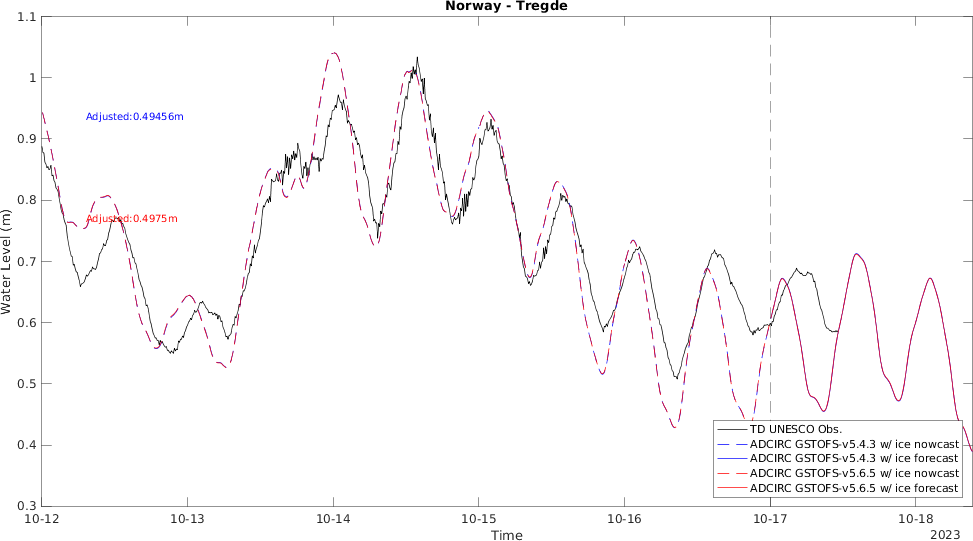 Norway - Tregde
1.1
1
0.9
0.8
0.7
0.6
0.5
0.4
0.3
Water Level (m)
Adjusted:0.49456m
Adjusted:0.4975m
TD UNESCO Obs.
ADCIRC GSTOFS-v5.4.3 w/ ice nowcast
ADCIRC GSTOFS-v5.4.3 w/ ice forecast
ADCIRC GSTOFS-v5.6.5 w/ ice nowcast
ADCIRC GSTOFS-v5.6.5 w/ ice forecast
10-12 10-13 10-14 10-15 10-16 10-17 10-18
Time
2023